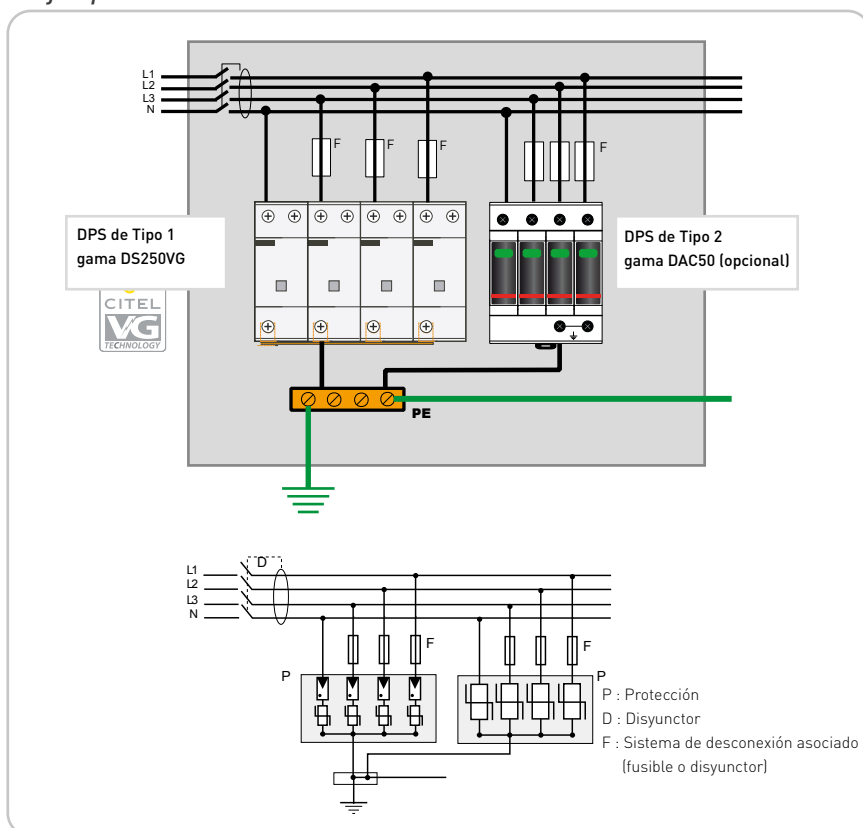 L1
L2
L3
N
F
F
F
F
DPS de Tipo 1
gama DS250VG
DPS de Tipo 2
gama DAC50 (opcional)
CITEL
VG
TECHNOLOGY
PE
D
L1
L2
L3
N
F
F
P
P
P : Protección
D : Disyunctor
F : Sistema de desconexión asociado
(fusible o disyunctor)